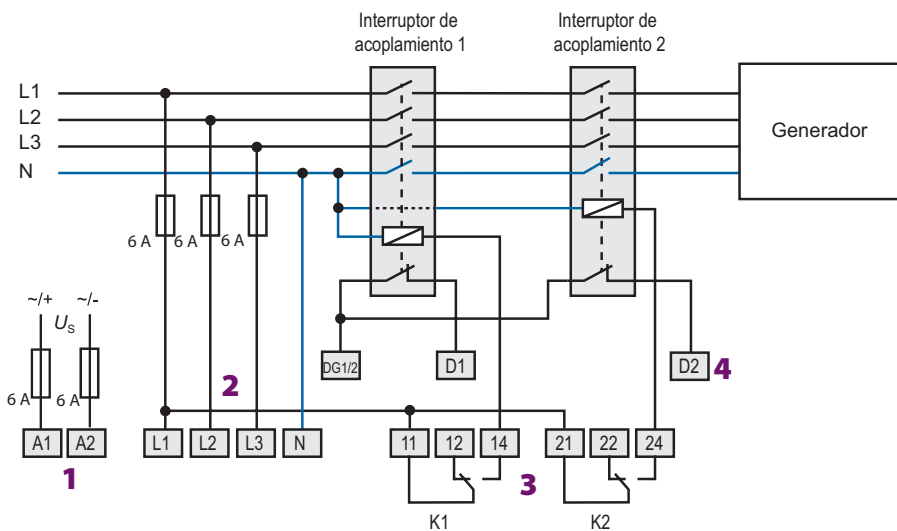 Interruptor de
acoplamiento 1
Interruptor de
acoplamiento 2
L1
L2
L3
N
Generador
6 A
6 A
6 A
~/+
~/-
US
6 A
6 A
2
DG1/2
D1
D2
4
A1
A2
L1
L2
L3
N
11
12
14
21
22
24
1
3
K1
K2